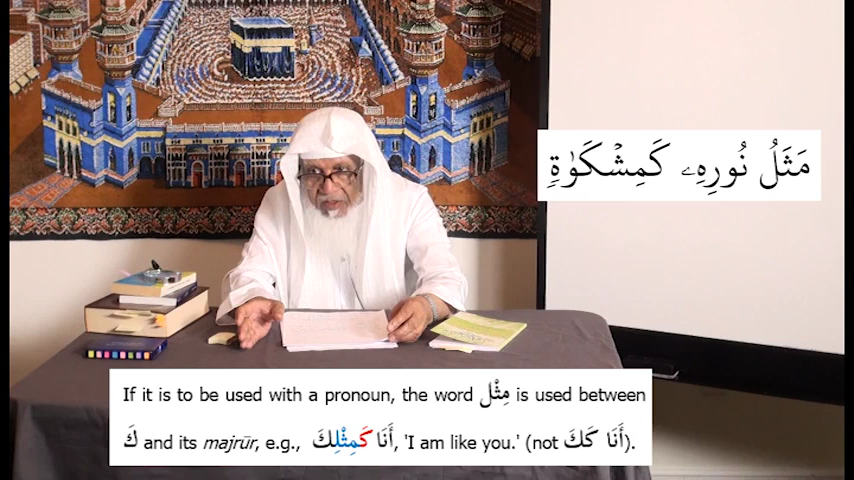 مَثَلُ نُورِهِۦ كَمِشْكَوٰةٍ
If it is to be used with a pronoun, the word مِثْل is used between
كَ and its majrūr, e.g., أَنَا كَمِثْلِكَ, 'I am like you.' (not أَنَا كَكَ).